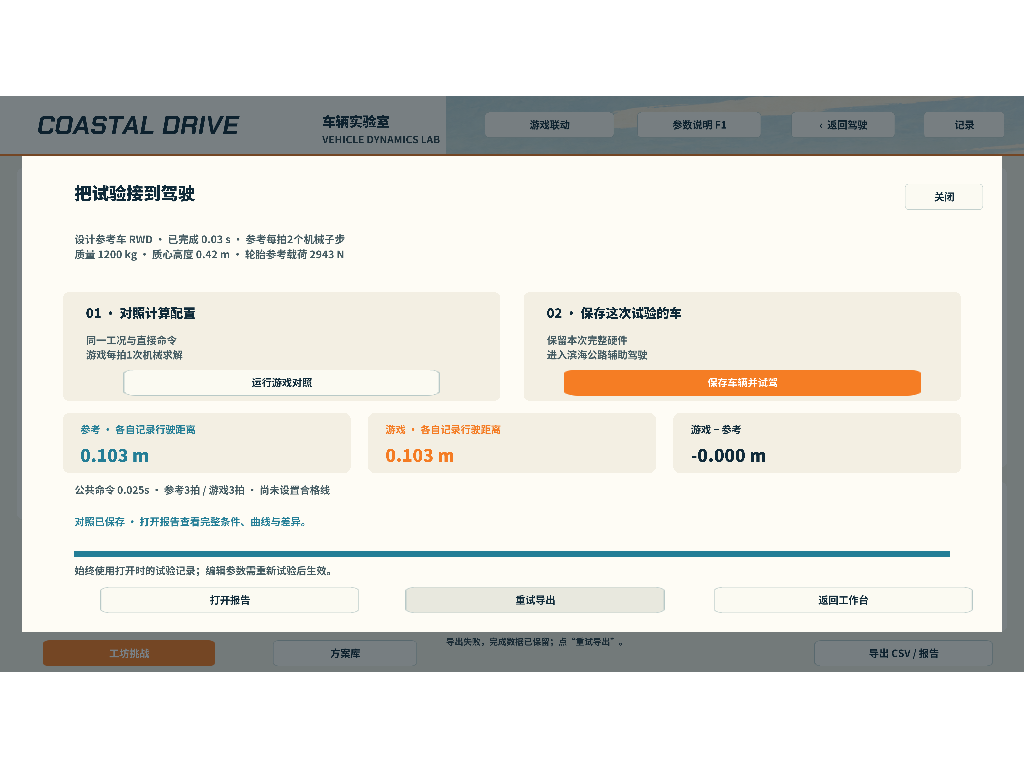 COASTAL DRIVE
车辆实验室
VEHICLE DYNAMICS LAB
游戏联动
参数说明 F1
‹ 返回驾驶
记录
把试验接到驾驶
关闭
设计参考车 RWD · 已完成 0.03 s · 参考每拍2个机械子步
质量 1200 kg · 质心高度 0.42 m · 轮胎参考载荷 2943 N
01 · 对照计算配置
同一工况与直接命令
游戏每拍1次机械求解
运行游戏对照
02 · 保存这次试验的车
保留本次完整硬件
进入滨海公路辅助驾驶
保存车辆并试驾
参考 · 各自记录行驶距离
0.103 m
游戏 · 各自记录行驶距离
0.103 m
游戏 − 参考
-0.000 m
公共命令 0.025s · 参考3拍 / 游戏3拍 · 尚未设置合格线
对照已保存 · 打开报告查看完整条件、曲线与差异。
始终使用打开时的试验记录；编辑参数需重新试验后生效。
打开报告
重试导出
返回工作台
导出失败，完成数据已保留；点“重试导出”。
工坊挑战
方案库
导出 CSV / 报告